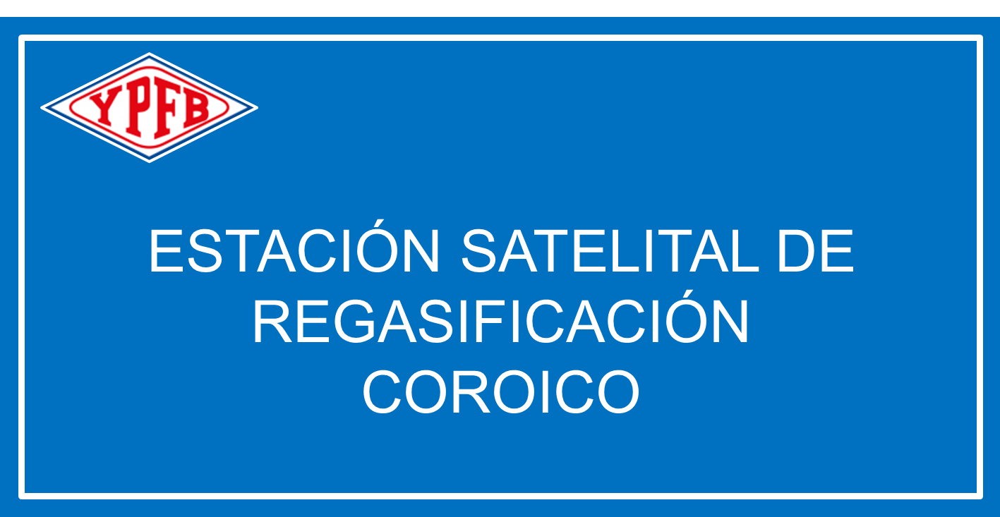 YPFB
ESTACIÓN SATELITAL DE
REGASIFICACIÓN
COROICO